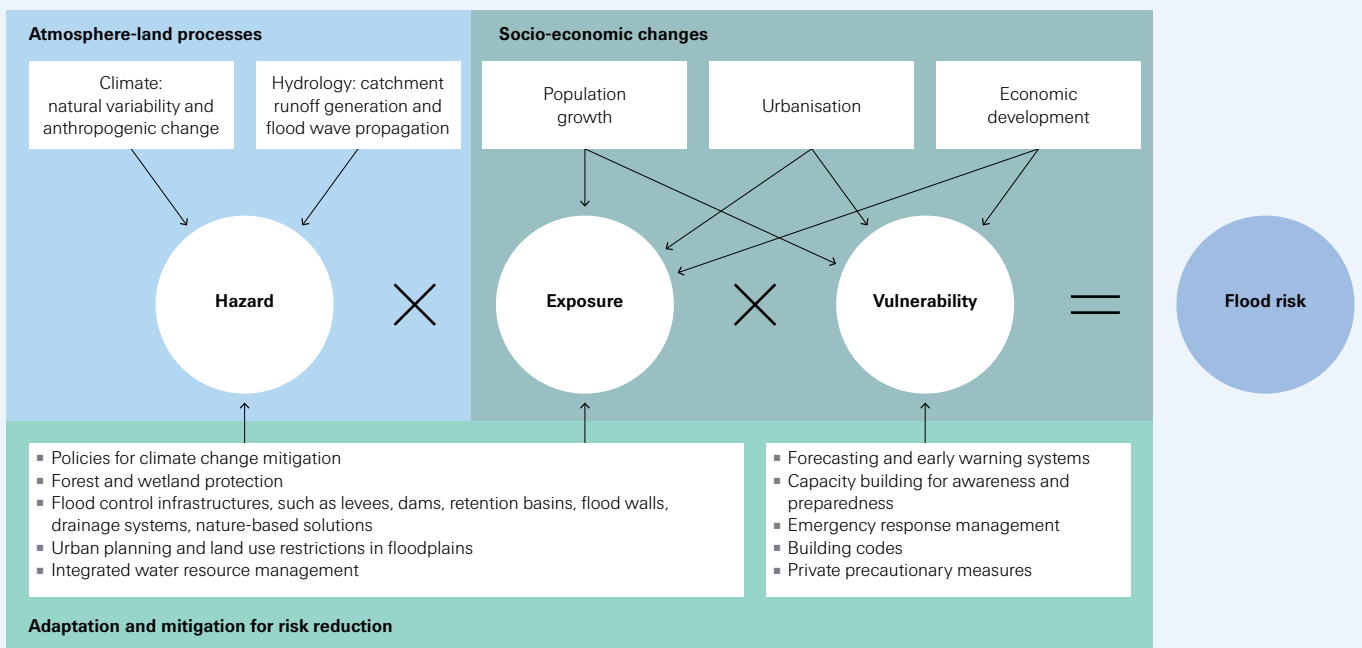 Atmosphere-land processes
Climate:
natural variability and
anthropogenic change
Hydrology: catchment
runoff generation and
flood wave propagation
Socio-economic changes
Population
growth
Urbanisation
Economic
development
Hazard
×
Exposure
×
Vulnerability
=
Flood risk
▪ Policies for climate change mitigation
▪ Forest and wetland protection
▪ Flood control infrastructures, such as levees, dams, retention basins, flood walls,
drainage systems, nature-based solutions
▪ Urban planning and land use restrictions in floodplains
▪ Integrated water resource management
▪ Forecasting and early warning systems
▪ Capacity building for awareness and
preparedness
▪ Emergency response management
▪ Building codes
▪ Private precautionary measures
Adaptation and mitigation for risk reduction